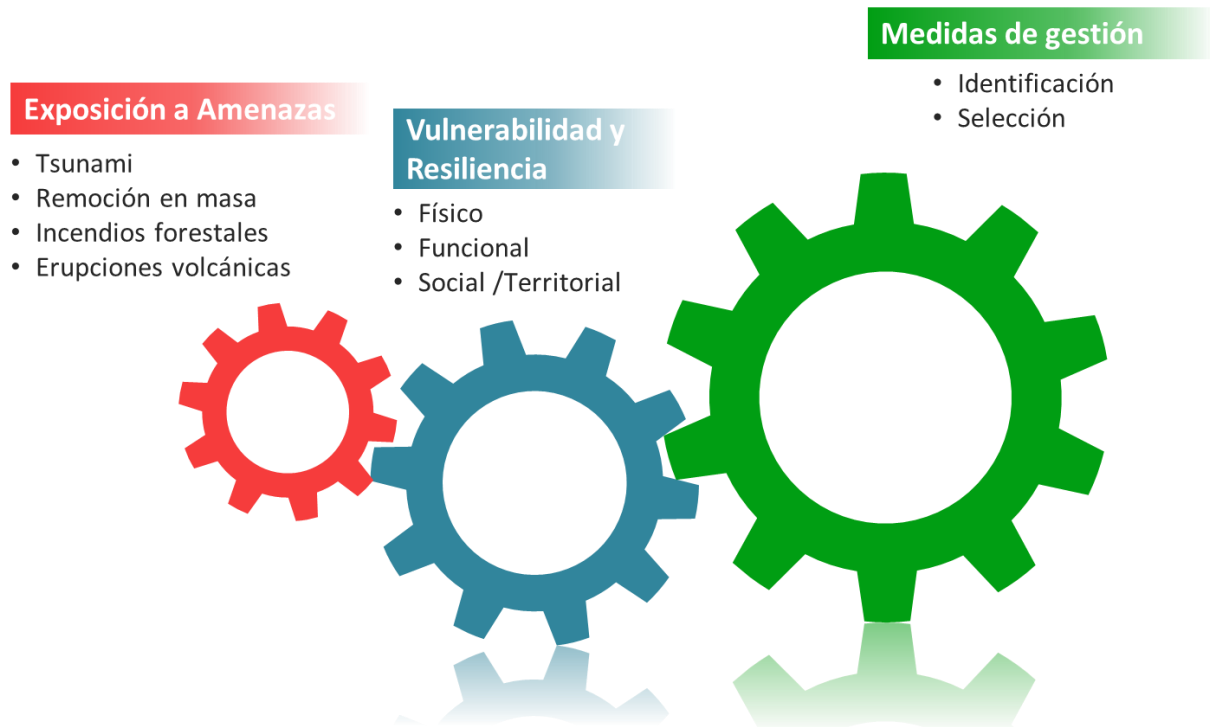 Exposición a Amenazas
• Tsunami
• Remoción en masa
• Incendios forestales
• Erupciones volcánicas
Vulnerabilidad y
Resiliencia
• Físico
• Funcional
• Social /Territorial
Medidas de gestión
• Identificación
• Selección